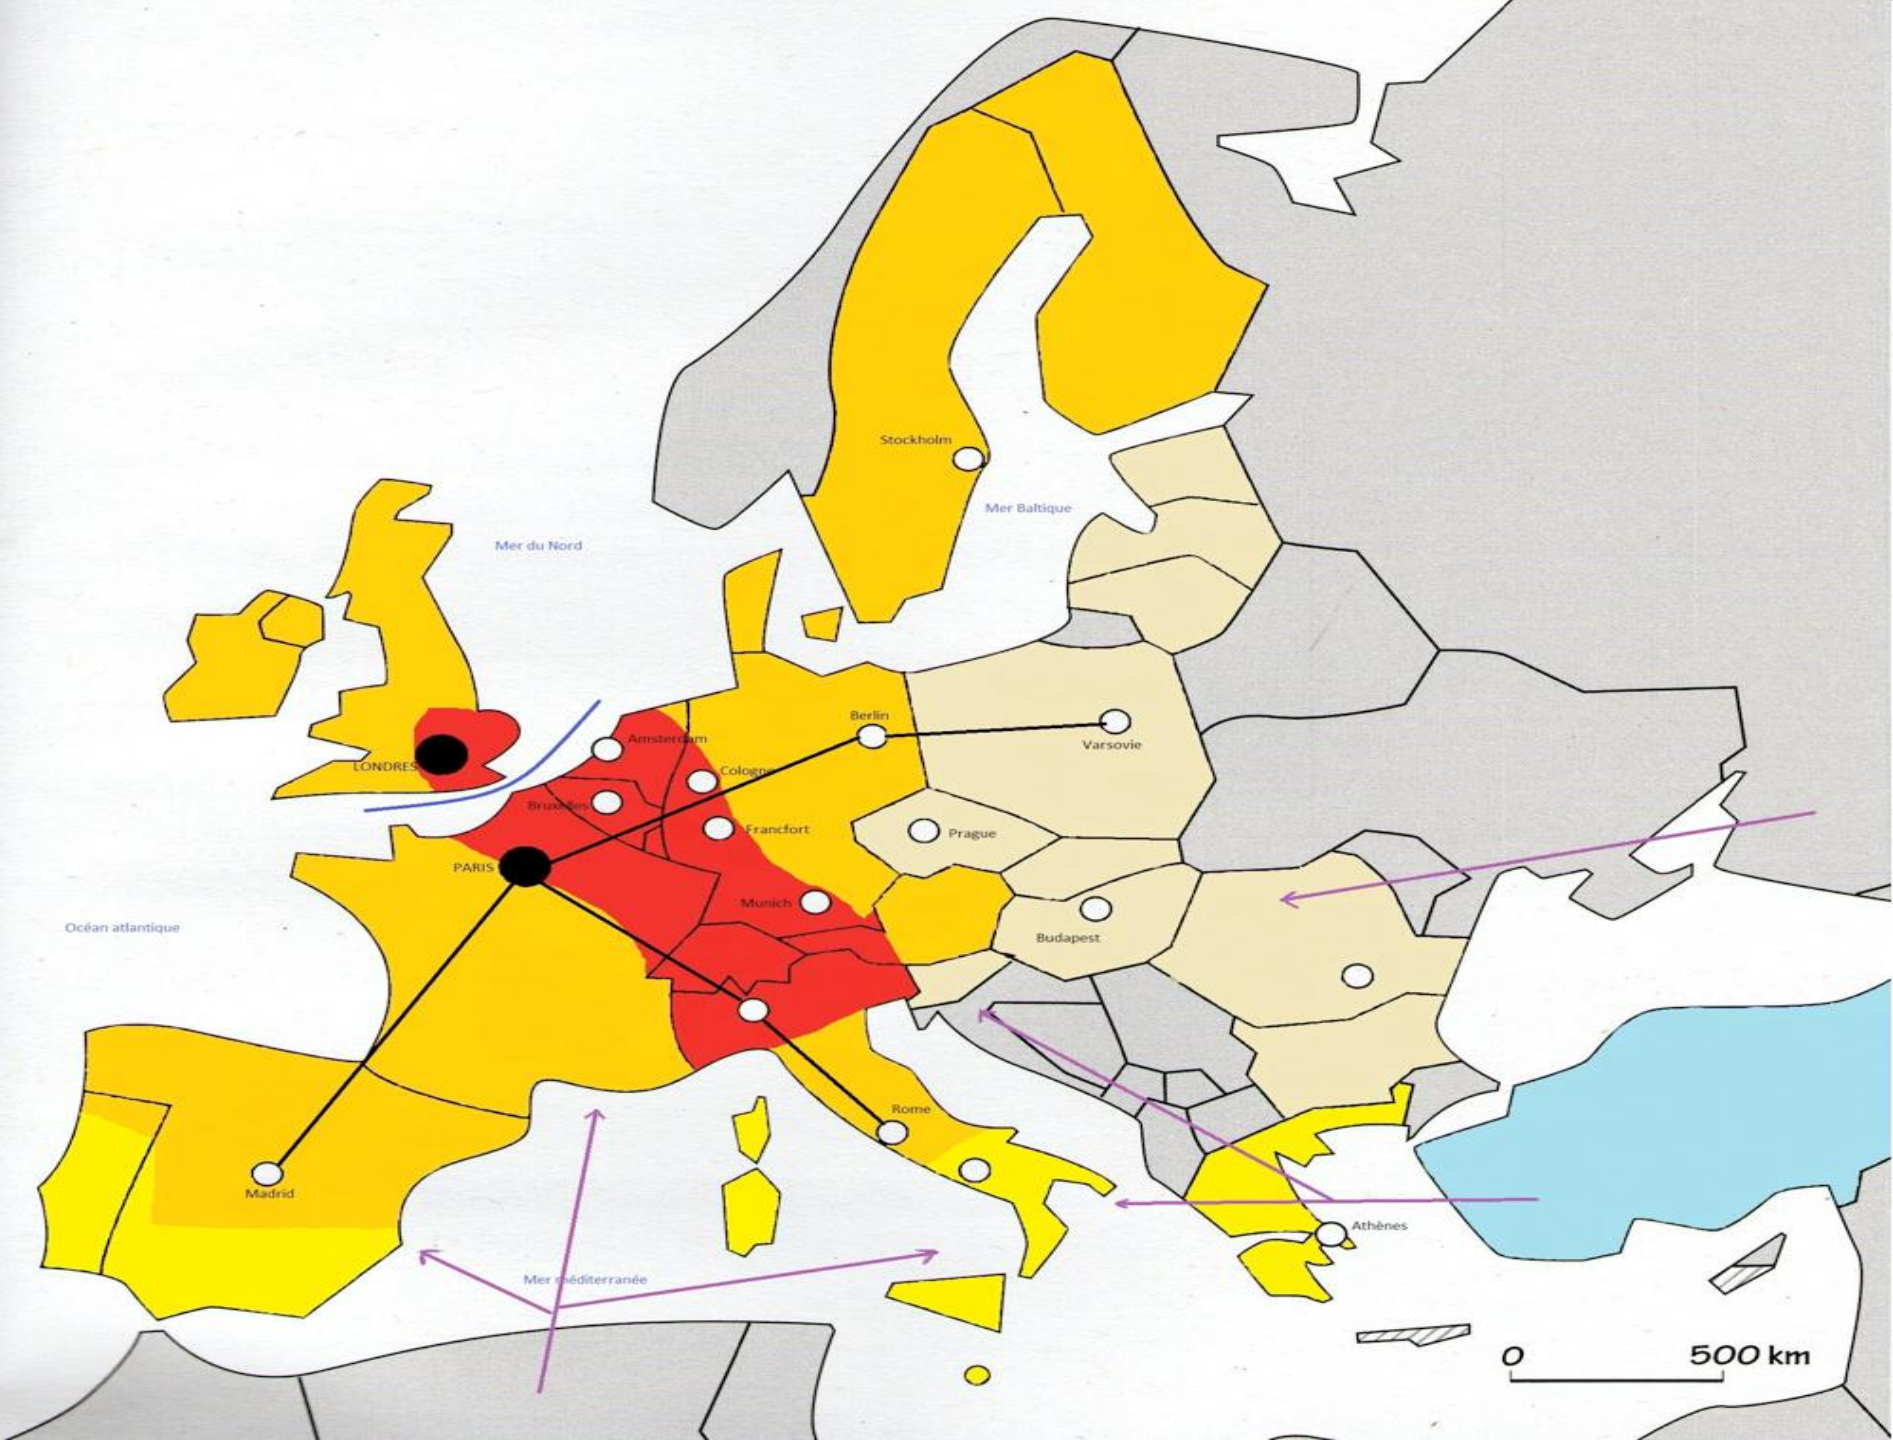 Stockholm
Mer Baltique
Mer du Nord
Berlin
Amsterdam
Varsovie
LONDRES
Cologne
Bruxelles
Francfort
Prague
PARIS
Munich
Océan atlantique
Budapest
Rome
Madrid
Athènes
Mer méditerranée
0 500 km